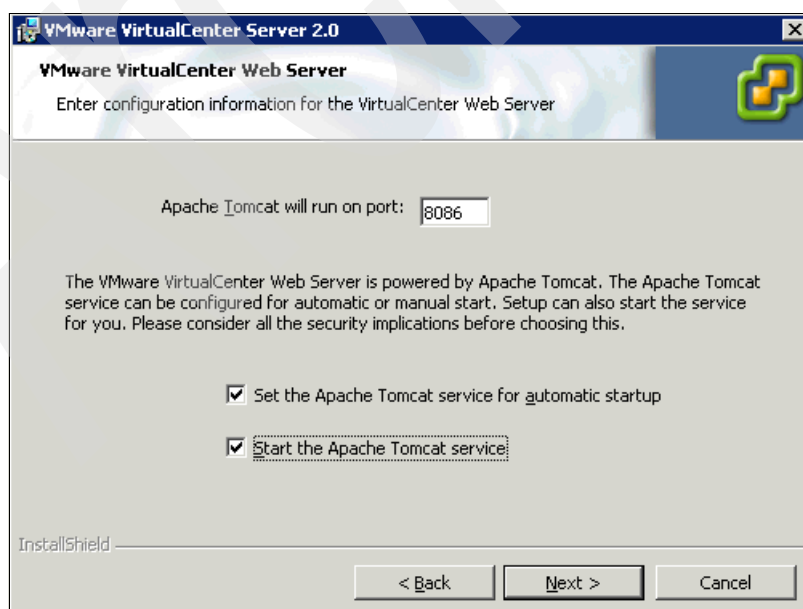 VMware VirtualCenter Server 2.0
VMware VirtualCenter Web Server
Enter configuration information for the VirtualCenter Web Server
Apache Tomcat will run on port: 8086
The VMware VirtualCenter Web Server is powered by Apache Tomcat. The Apache Tomcat
service can be configured for automatic or manual start. Setup can also start the service
for you. Please consider all the security implications before choosing this.
Set the Apache Tomcat service for automatic startup
Start the Apache Tomcat service
InstallShield
< Back Next > Cancel